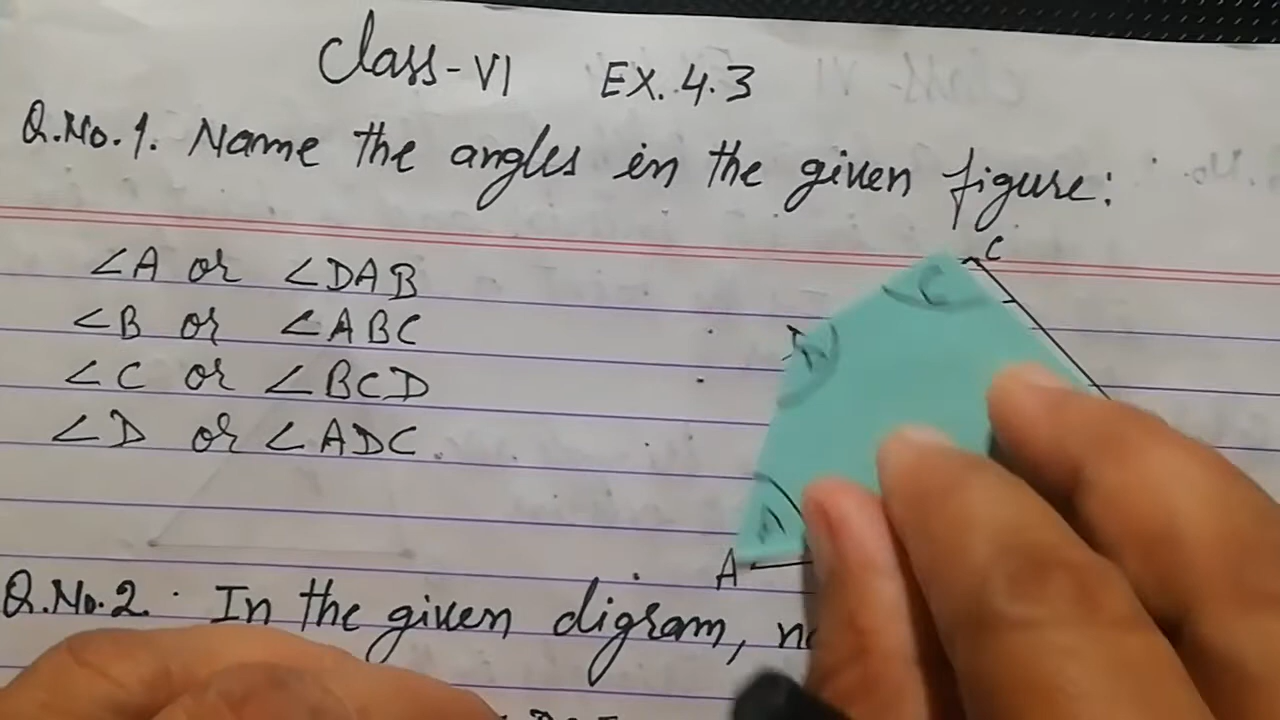 Class-VI EX. 4.3
Q.No.1. Name the angles in the given figure:
∠A or ∠DAB
∠B or ∠ABC
∠C or ∠BCD
∠D or ∠ADC.
C
C
D
A
A
Q.No.2. In the given digram,